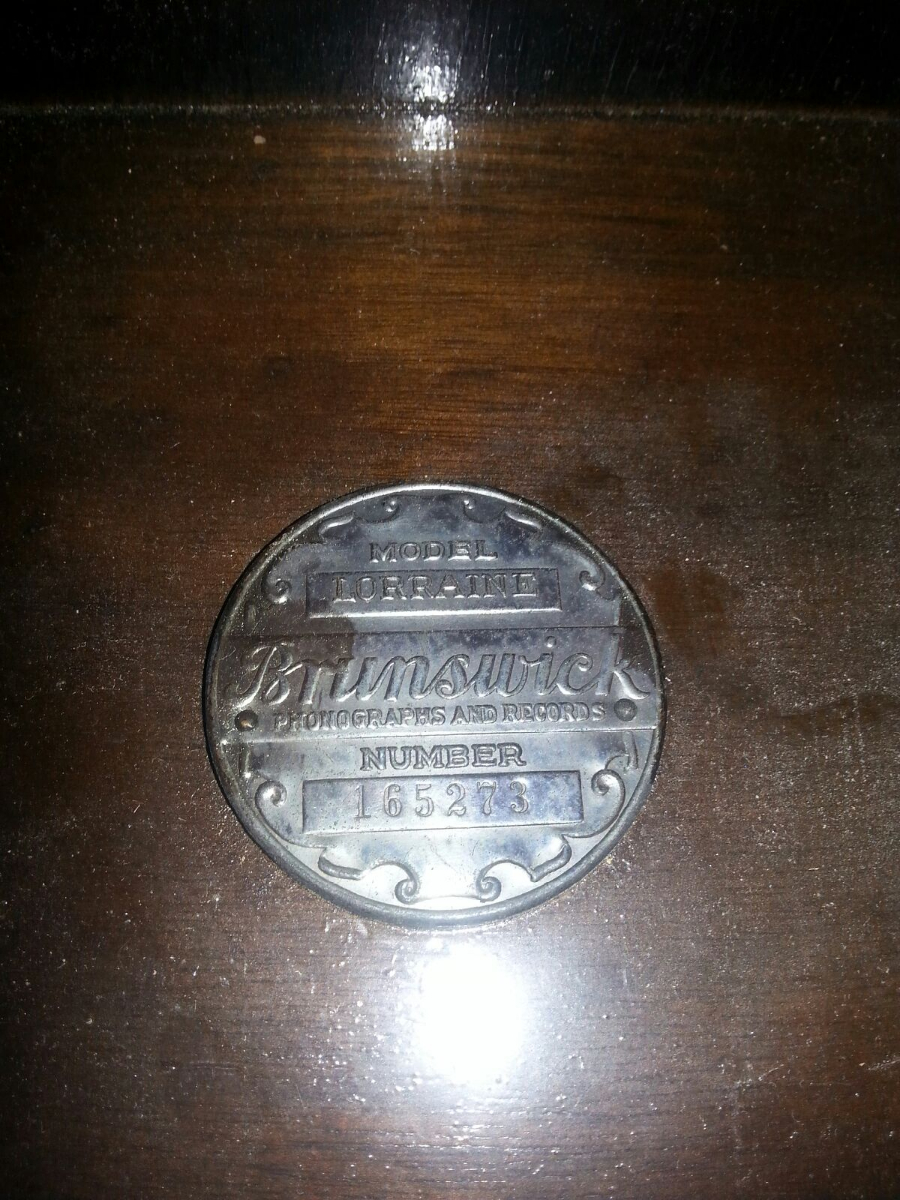 MODEL
LORRAINE
Brunswick
PHONOGRAPHS AND RECORDS
NUMBER
165273